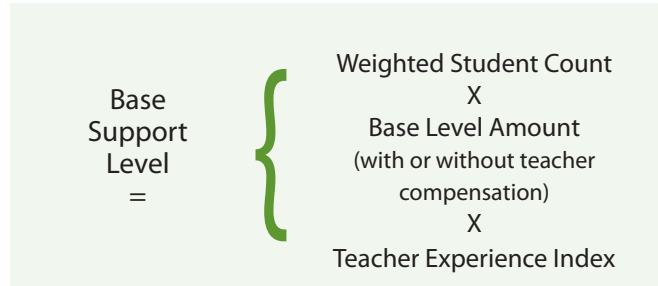 Base
Support
Level
=
Weighted Student Count
X
Base Level Amount
(with or without teacher
compensation)
X
Teacher Experience Index